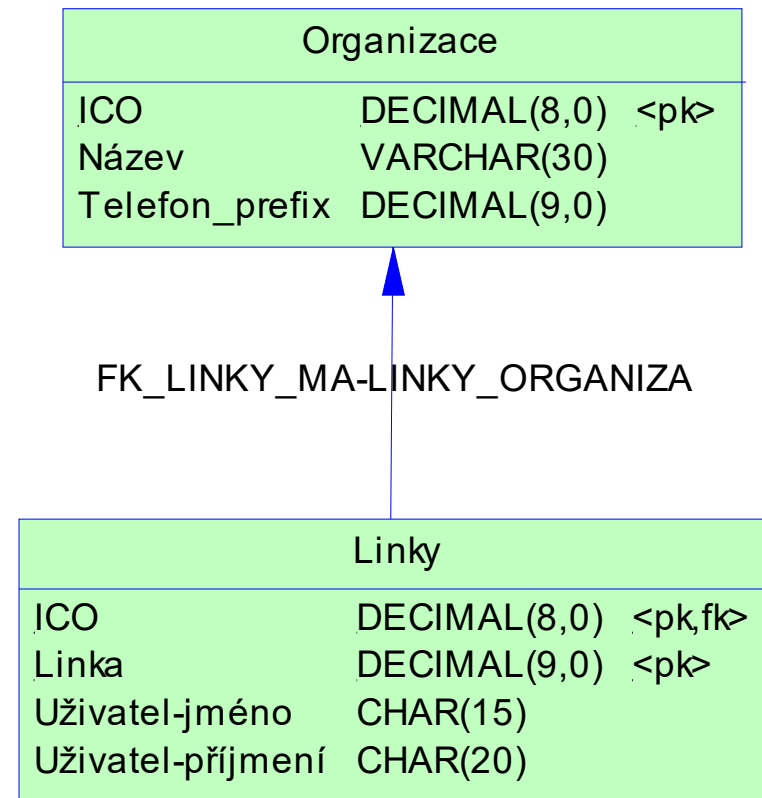 Organizace
ICO DECIMAL(8,0) <pk>
Název VARCHAR(30)
Telefon_prefix DECIMAL(9,0)
FK_LINKY_MA-LINKY_ORGANIZA
Linky
ICO DECIMAL(8,0) <pk,fk>
Linka DECIMAL(9,0) <pk>
Uživatel-jméno CHAR(15)
Uživatel-příjmení CHAR(20)